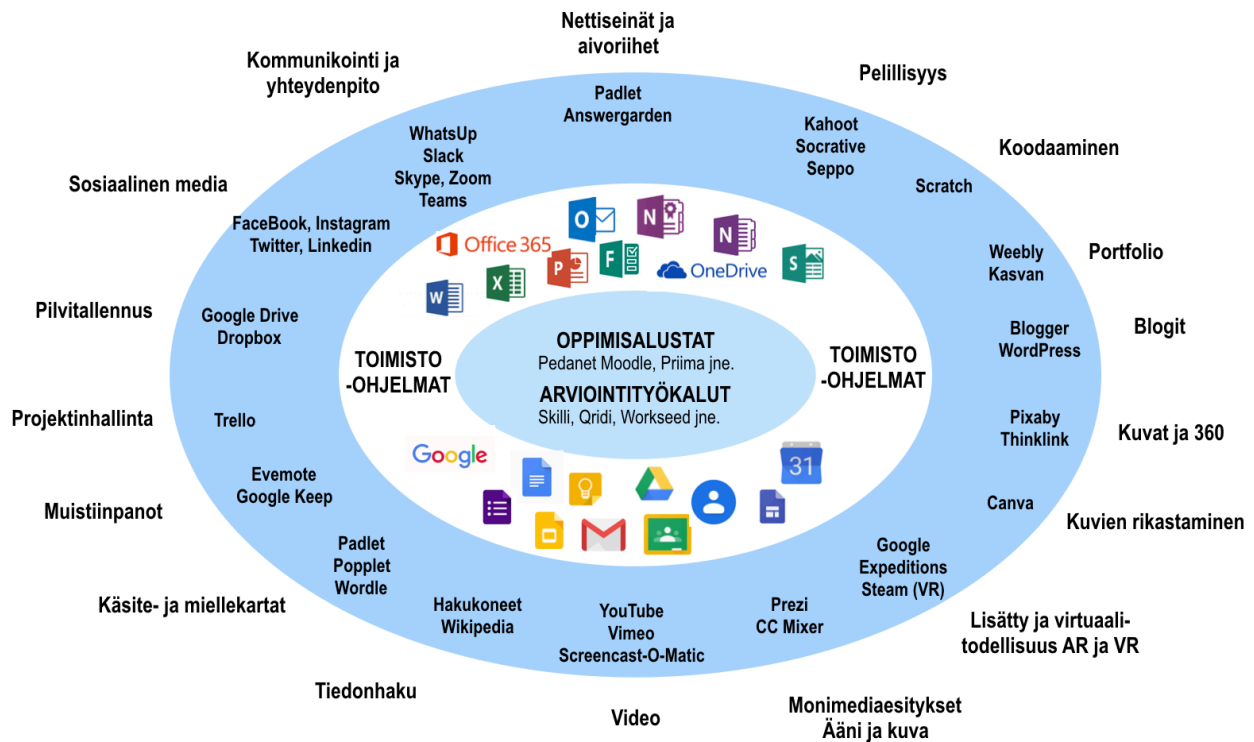 Nettiseinät ja
aivoriihet
Kommunikointi ja
yhteydenpito
Pelillisyys
Padlet
Answergarden
Kahoot
Socrative
Seppo
WhatsUp
Slack
Skype, Zoom
Teams
Koodaaminen
Scratch
Sosiaalinen media
FaceBook, Instagram
Twitter, Linkedin
O
N
N
Office 365
P
F
OneDrive
S
X
W
Weebly
Kasvan
Portfolio
Pilvitallennus
Google Drive
Dropbox
Blogger
WordPress
Blogit
TOIMISTO
-OHJELMAT
OPPIMISALUSTAT
Pedanet Moodle, Priima jne.
ARVIOINTITYÖKALUT
Skilli, Qridi, Workseed jne.
TOIMISTO
-OHJELMAT
Projektinhallinta
Trello
Pixaby
Thinklink
Kuvat ja 360
Google
31
Evemote
Google Keep
Muistiinpanot
Canva
Kuvien rikastaminen
Padlet
Popplet
Wordle
Google
Expeditions
Steam (VR)
Käsite- ja miellekartat
Hakukoneet
Wikipedia
YouTube
Vimeo
Screencast-O-Matic
Prezi
CC Mixer
Lisätty ja virtuaali-
todellisuus AR ja VR
Tiedonhaku
Video
Monimediaesitykset
Ääni ja kuva